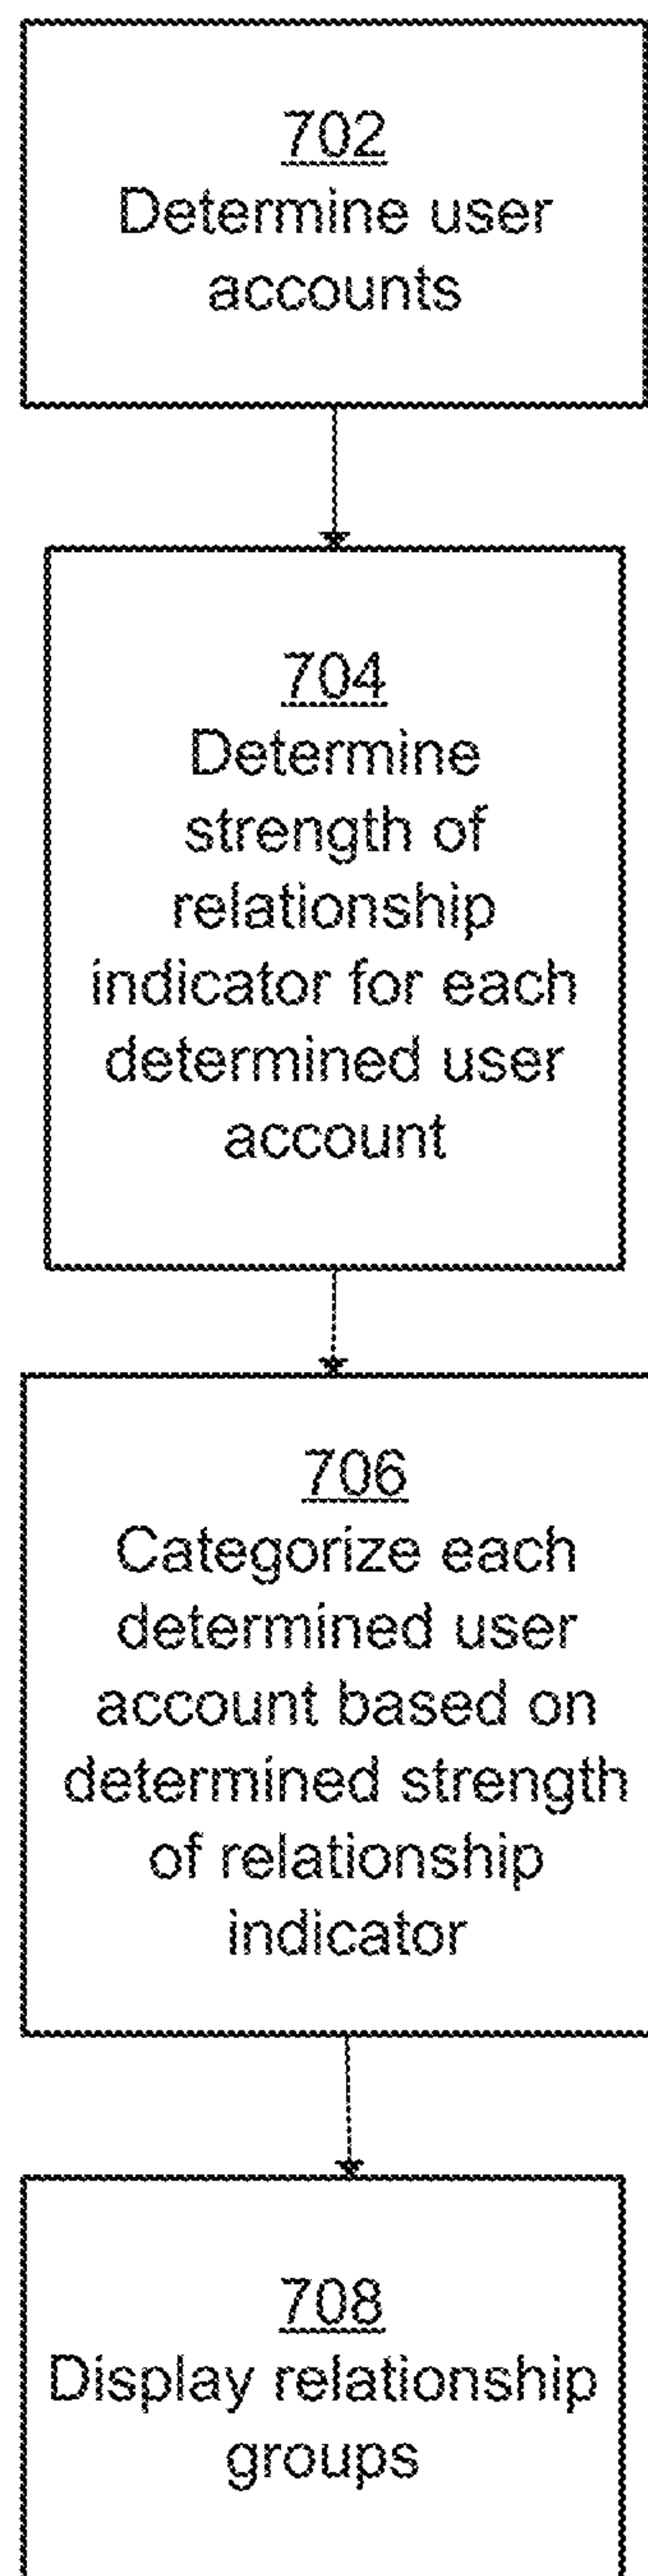 702
Determine user
accounts
704
Determine
strength of
relationship
indicator for each
determined user
account
706
Categorize each
determined user
account based on
determined strength
of relationship
indicator
708
Display relationship
groups